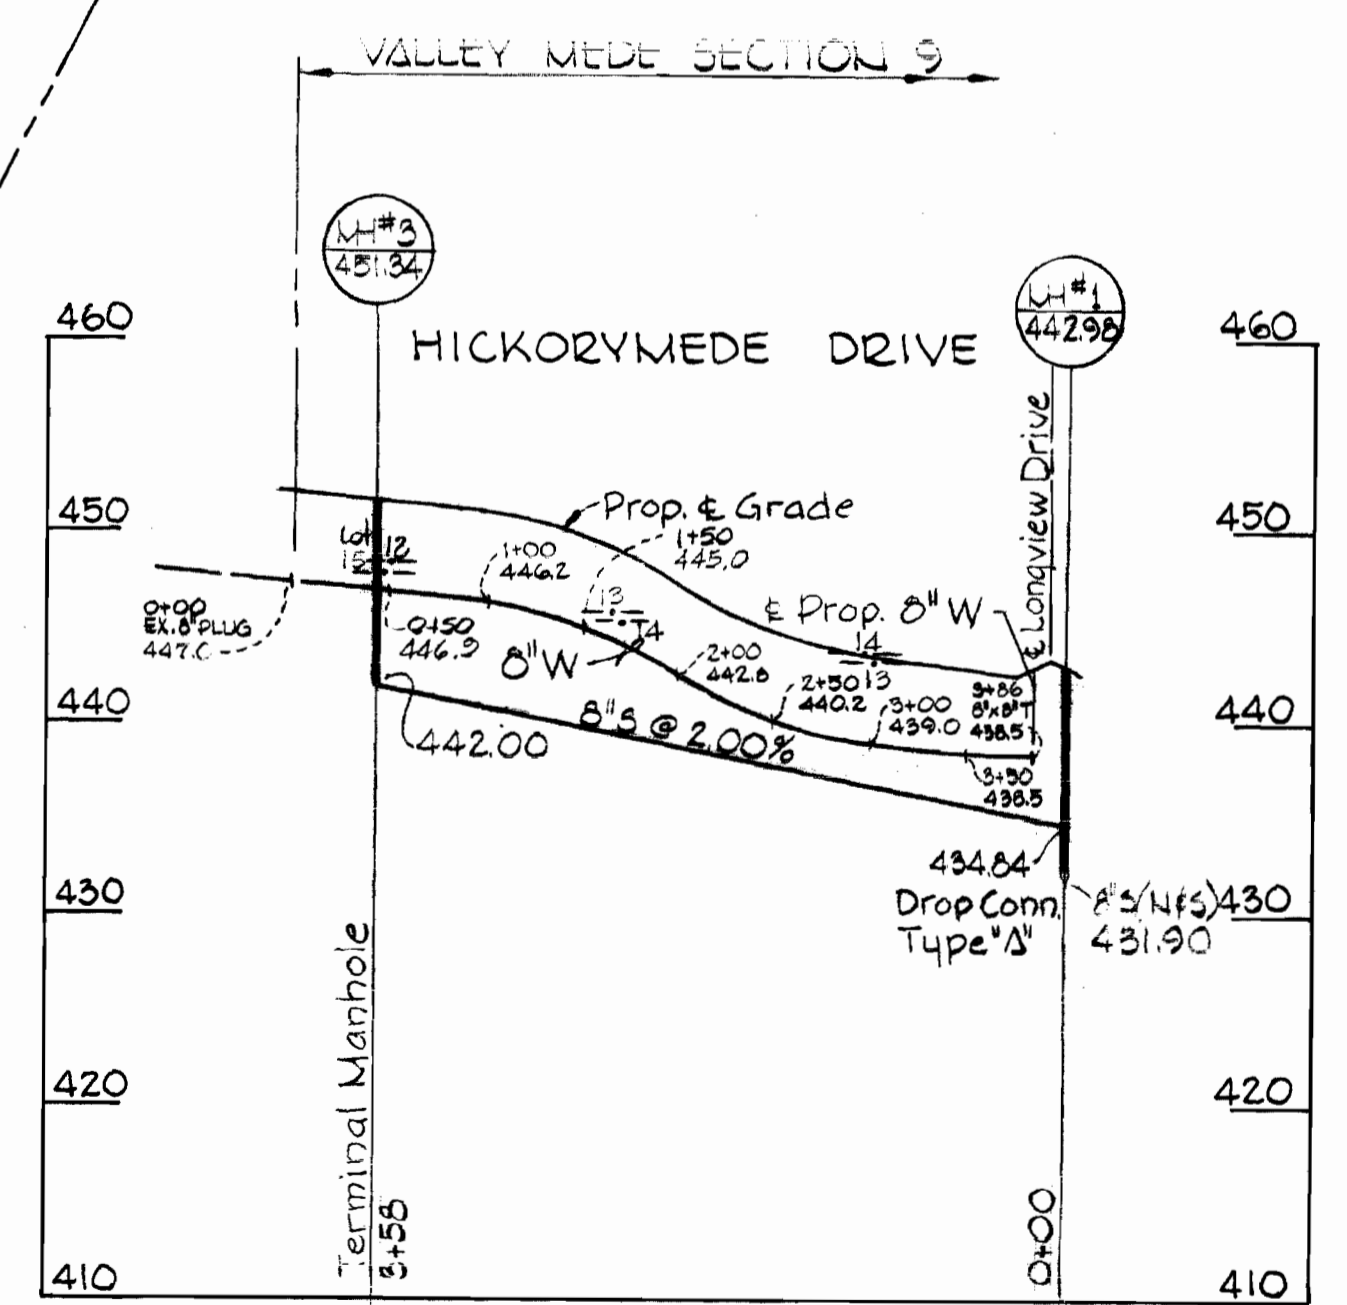 VALLEY MEDE SECTION 9
MH#3
451.34
MH#1
442.98
HICKORYMEDE DRIVE
460
460
℄ Longview Drive
450
450
Prop. ℄ Grade
1+50
445.0
Lot 12
15
1+00
446.2
13
14
℄ Prop. 8"W
14
13
0+00
EX. 8" PLUG
0+50
446.9
8"W
2+00
442.8
2+50
440.2
3+00
439.0
3+86
8"x8"T
438.5
440
440
442.00
8"S @ 2.00%
3+50
438.5
434.84
Drop Conn.
Type "A"
8"S (N&S)
431.90
430
430
420
420
Terminal Manhole
3+58
0+00
410
410